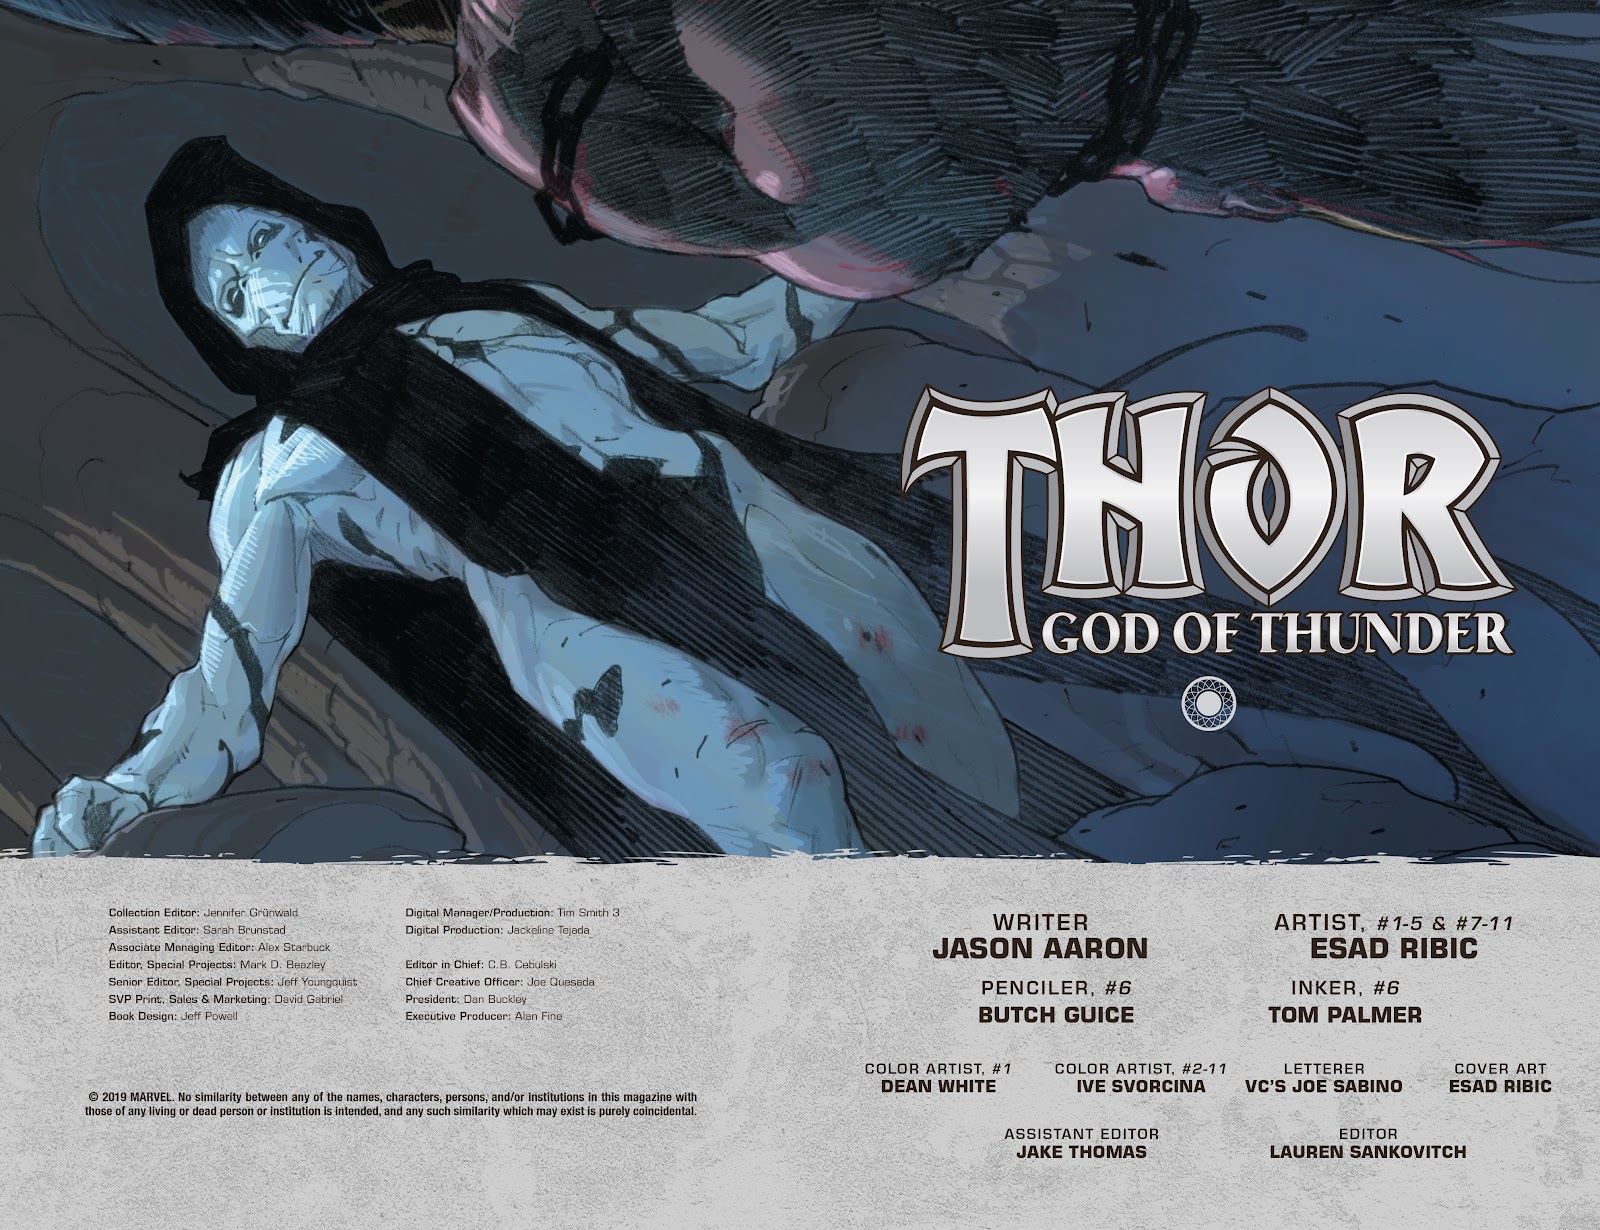 THOR
GOD OF THUNDER
Collection Editor: Jennifer Grünwald
Assistant Editor: Sarah Brunstad
Associate Managing Editor: Alex Starbuck
Editor, Special Projects: Mark D. Beazley
Senior Editor, Special Projects: Jeff Youngquist
SVP Print, Sales & Marketing: David Gabriel
Book Design: Jeff Powell
Digital Manager/Production: Tim Smith 3
Digital Production: Jackeline Tejada
Editor in Chief: C.B. Cebulski
Chief Creative Officer: Joe Quesada
President: Dan Buckley
Executive Producer: Alan Fine
© 2019 MARVEL. No similarity between any of the names, characters, persons, and/or institutions in this magazine with
those of any living or dead person or institution is intended, and any such similarity which may exist is purely coincidental.
WRITER
JASON AARON
ARTIST, #1-5 & #7-11
ESAD RIBIC
PENCILER, #6
BUTCH GUICE
INKER, #6
TOM PALMER
COLOR ARTIST, #1
DEAN WHITE
COLOR ARTIST, #2-11
IVE SVORCINA
LETTERER
VC'S JOE SABINO
COVER ART
ESAD RIBIC
ASSISTANT EDITOR
JAKE THOMAS
EDITOR
LAUREN SANKOVITCH